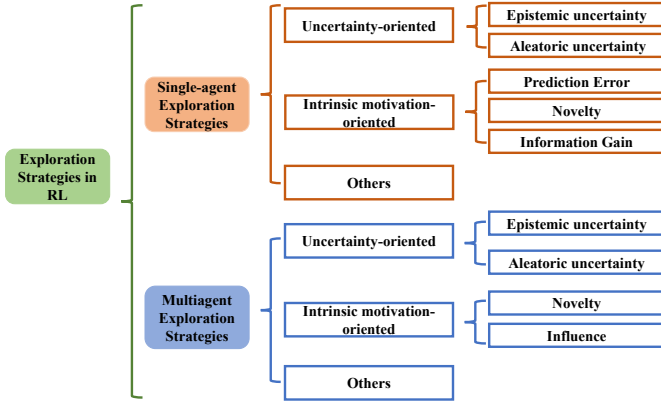 Exploration
Strategies in
RL
Single-agent
Exploration
Strategies
Uncertainty-oriented
Epistemic uncertainty
Aleatoric uncertainty
Intrinsic motivation-
oriented
Prediction Error
Novelty
Information Gain
Others
Multiagent
Exploration
Strategies
Uncertainty-oriented
Epistemic uncertainty
Aleatoric uncertainty
Intrinsic motivation-
oriented
Novelty
Influence
Others